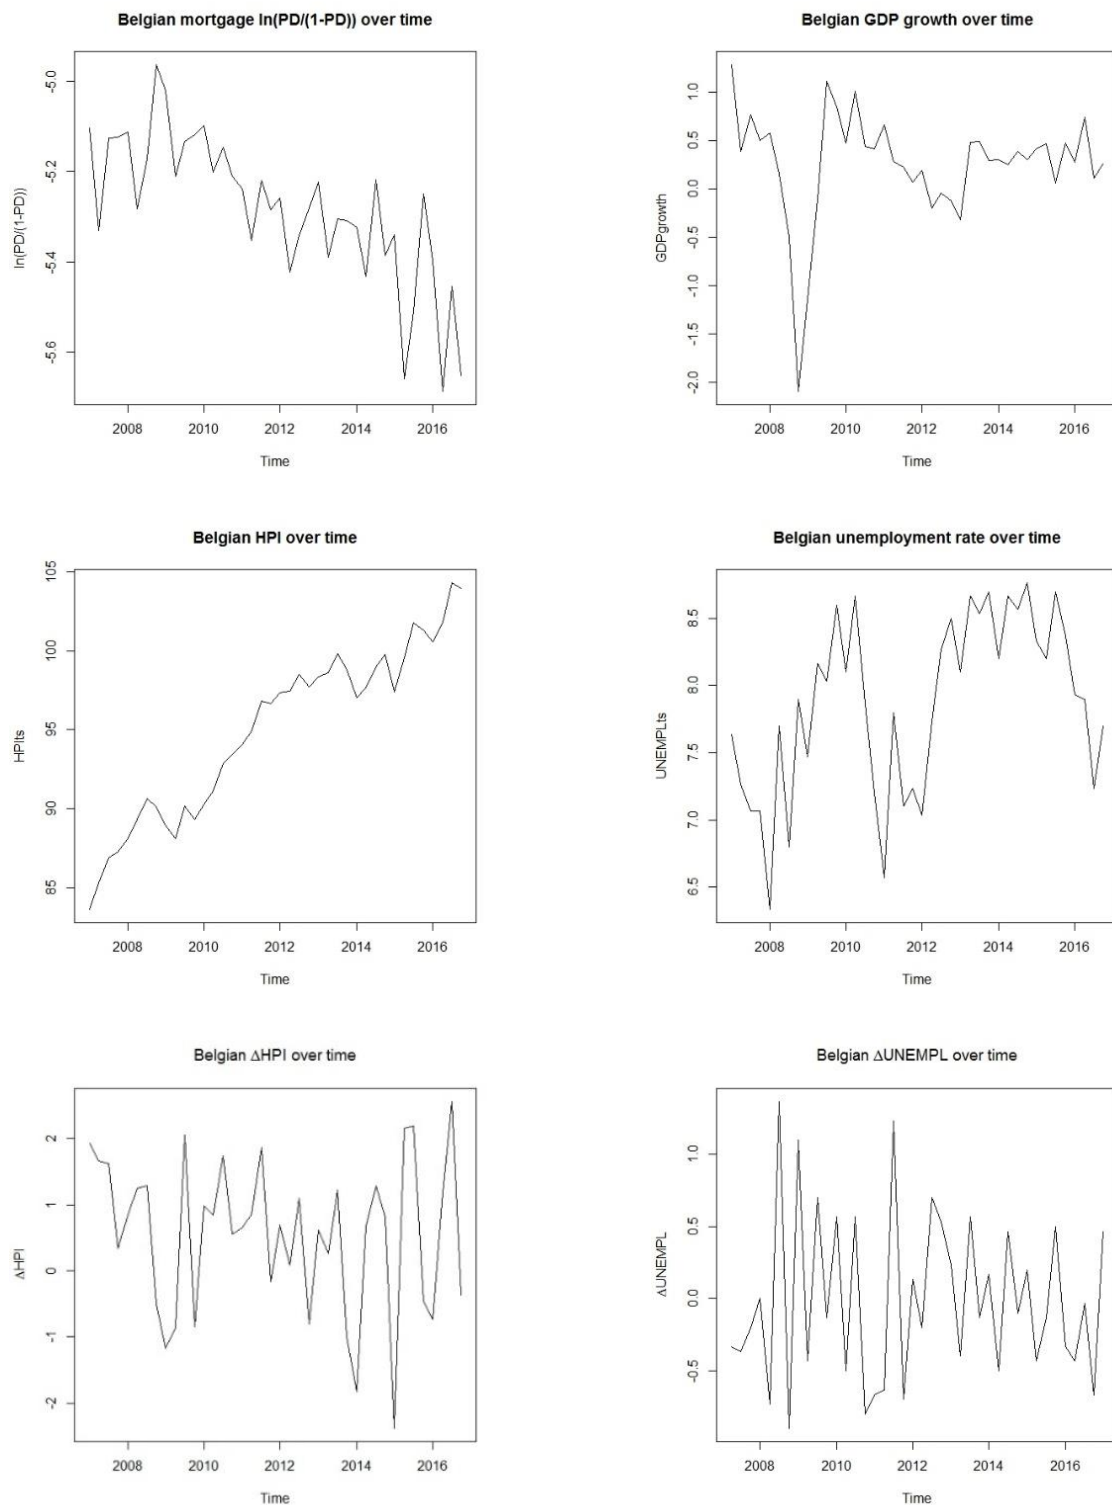 Belgian mortgage ln(PD/(1-PD)) over time
ln(PD/(1-PD))
-5.0
-5.2
-5.4
-5.6
2008 2010 2012 2014 2016
Time
Belgian GDP growth over time
GDPgrowth
1.0
0.5
0.0
-0.5
-1.0
-1.5
-2.0
2008 2010 2012 2014 2016
Time
Belgian HPI over time
HPIts
105
100
95
90
85
2008 2010 2012 2014 2016
Time
Belgian unemployment rate over time
UNEMPLts
8.5
8.0
7.5
7.0
6.5
2008 2010 2012 2014 2016
Time
Belgian ΔHPI over time
ΔHPI
2
1
0
-1
-2
2008 2010 2012 2014 2016
Time
Belgian ΔUNEMPL over time
ΔUNEMPL
1.0
0.5
0.0
-0.5
2008 2010 2012 2014 2016
Time